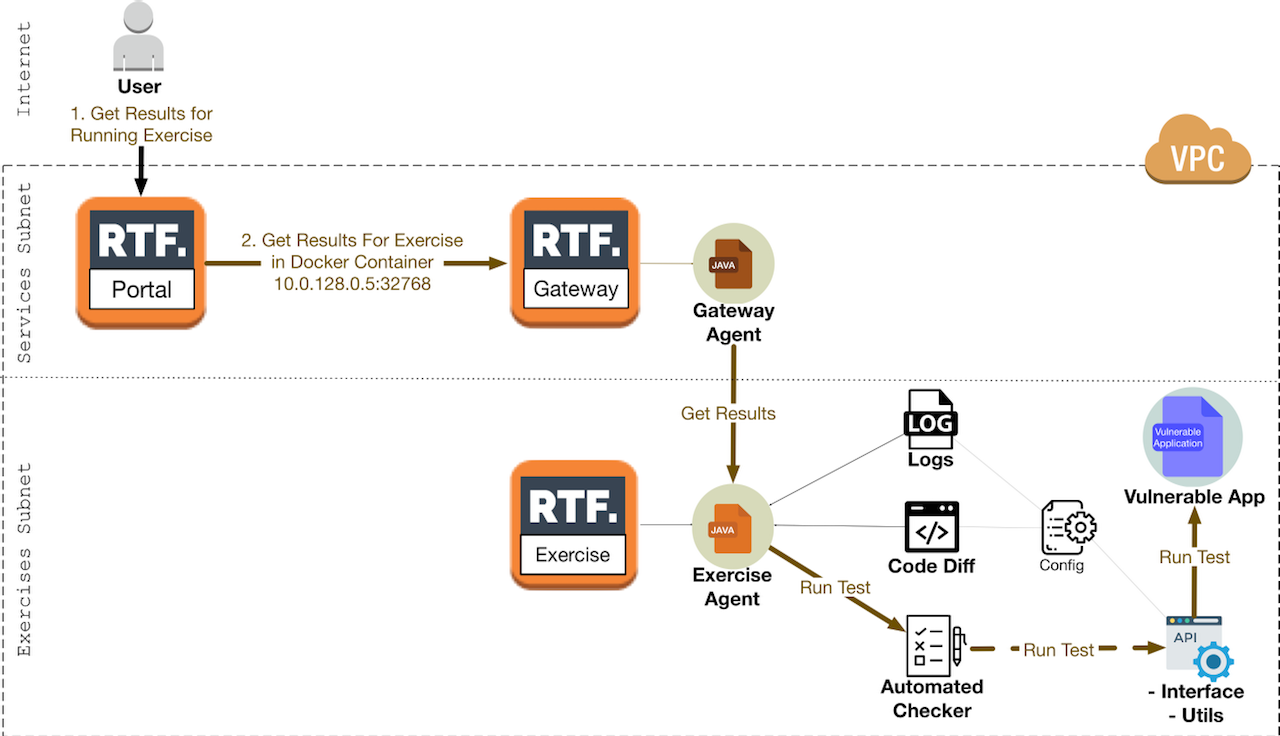 Internet
User
1. Get Results for
Running Exercise
VPC
Services Subnet
RTF.
Portal
2. Get Results For Exercise
in Docker Container
10.0.128.0.5:32768
RTF.
Gateway
JAVA
Gateway
Agent
Get Results
Exercises Subnet
RTF.
Exercise
JAVA
Exercise
Agent
LOG
Logs
</>
Code Diff
Config
Vulnerable
Application
Vulnerable App
Run Test
Run Test
Automated
Checker
Run Test
API
- Interface
- Utils